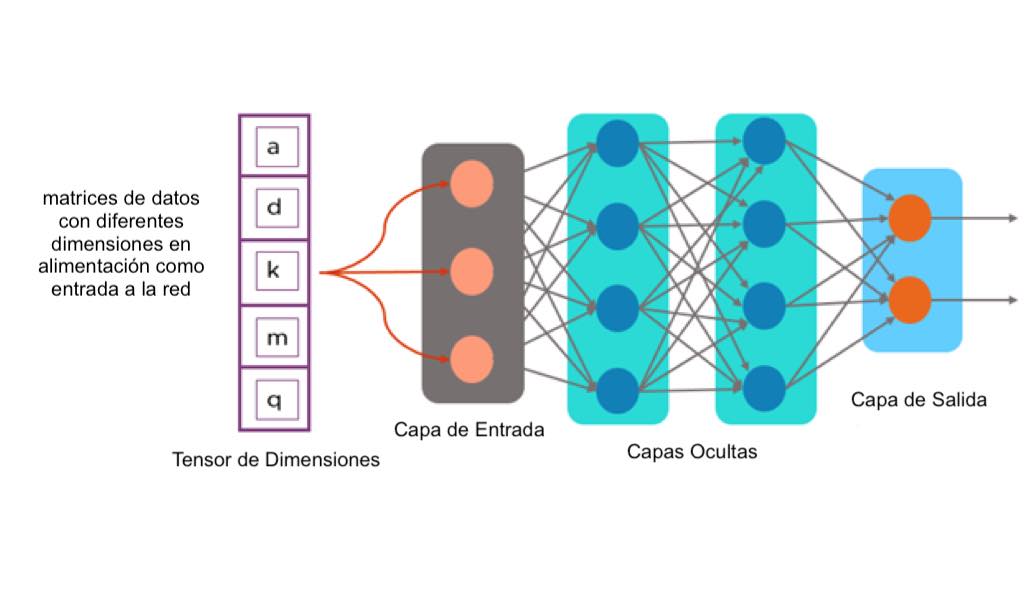 matrices de datos
con diferentes
dimensiones en
alimentación como
entrada a la red
a
d
k
m
q
Tensor de Dimensiones
Capa de Entrada
Capas Ocultas
Capa de Salida